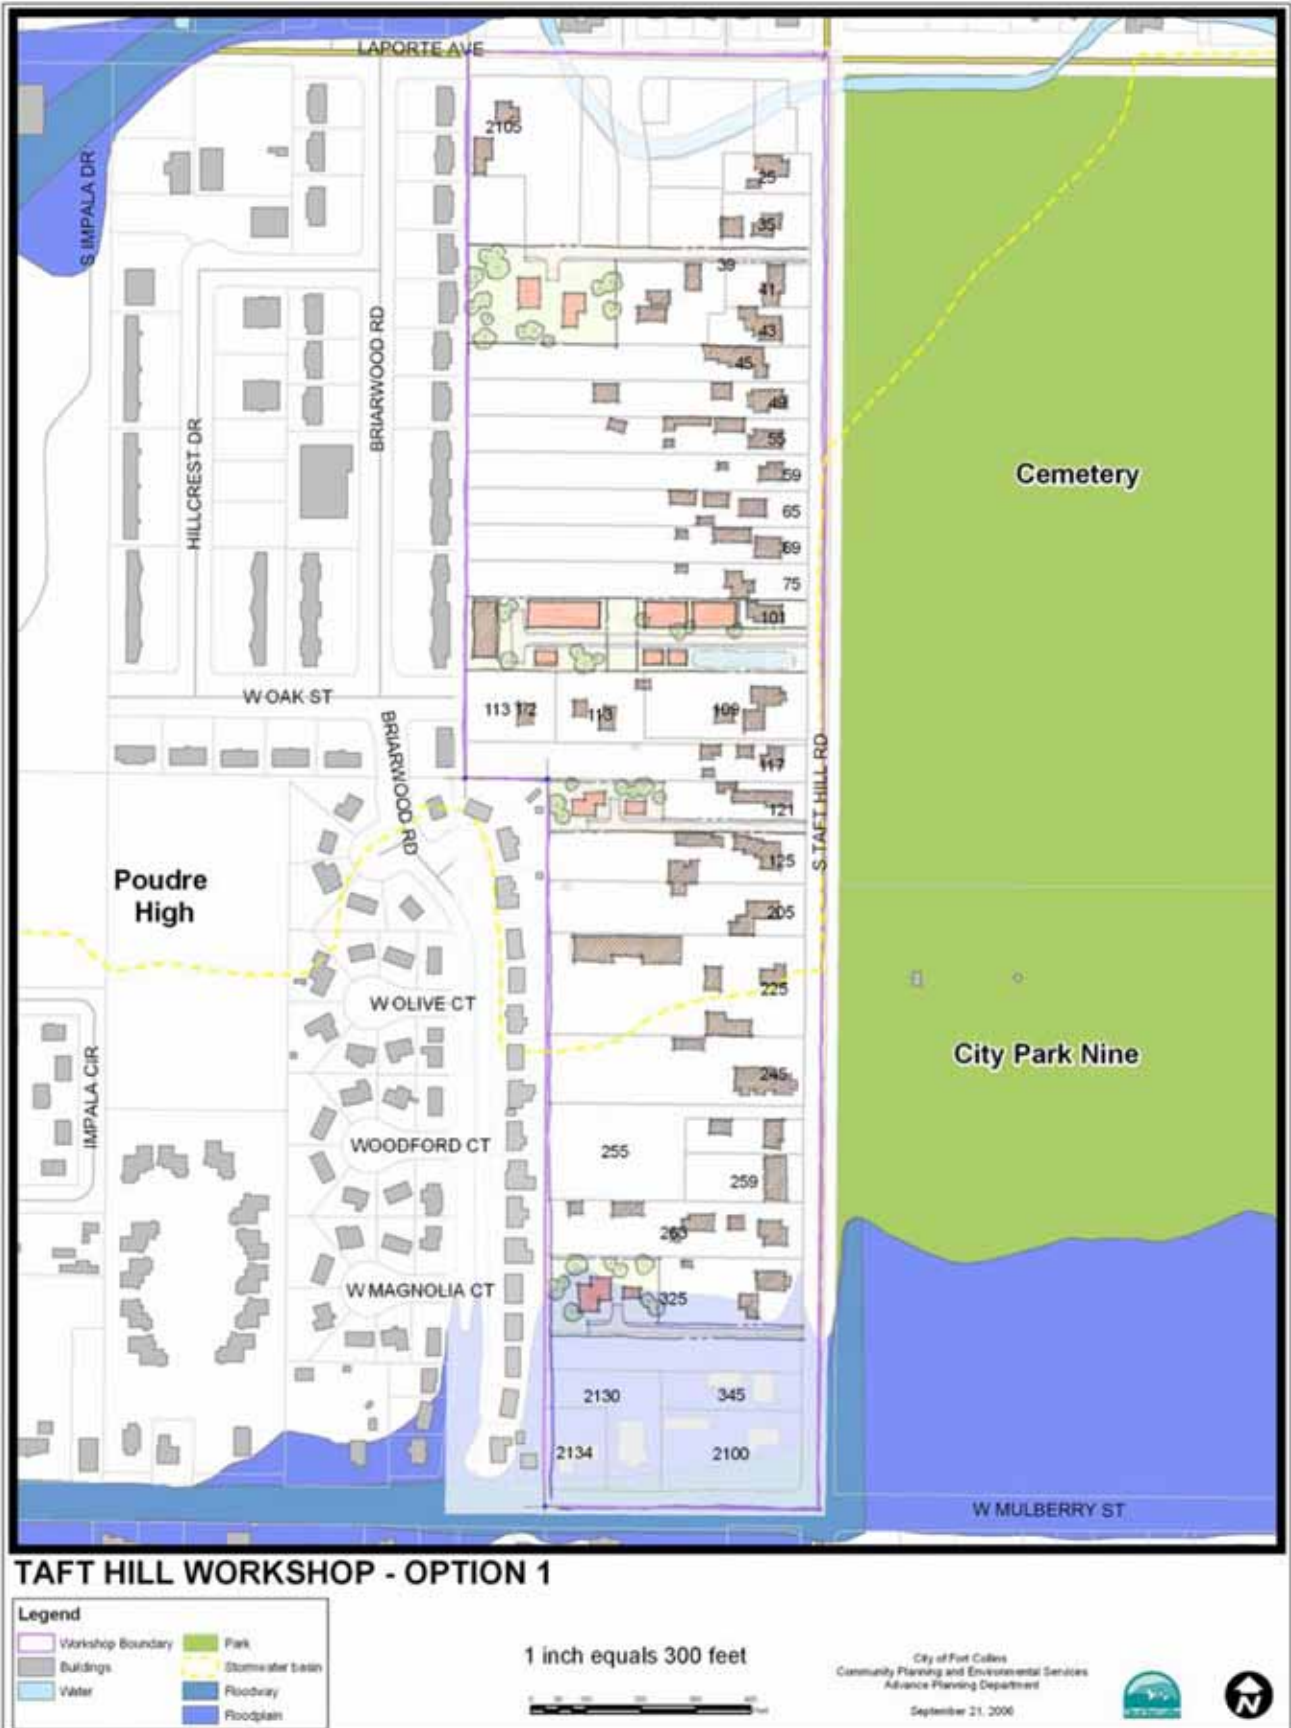 LAPORTE AVE
S IMPALA DR
2105
25
35
39
41
43
45
49
55
59
65
69
75
101
BRIARWOOD RD
HILLCREST DR
Cemetery
W OAK ST
113 1/2
113
109
117
121
125
205
225
245
255
259
263
325
2130
345
2134
2100
BRIARWOOD RD
S TAFT HILL RD
Poudre
High
W OLIVE CT
IMPALA CIR
WOODFORD CT
W MAGNOLIA CT
City Park Nine
W MULBERRY ST
TAFT HILL WORKSHOP - OPTION 1
Legend
Workshop Boundary
Buildings
Water
Park
Stormwater basin
Floodway
Floodplain
1 inch equals 300 feet
City of Fort Collins
Community Planning and Environmental Services
Advance Planning Department
September 21, 2006
N